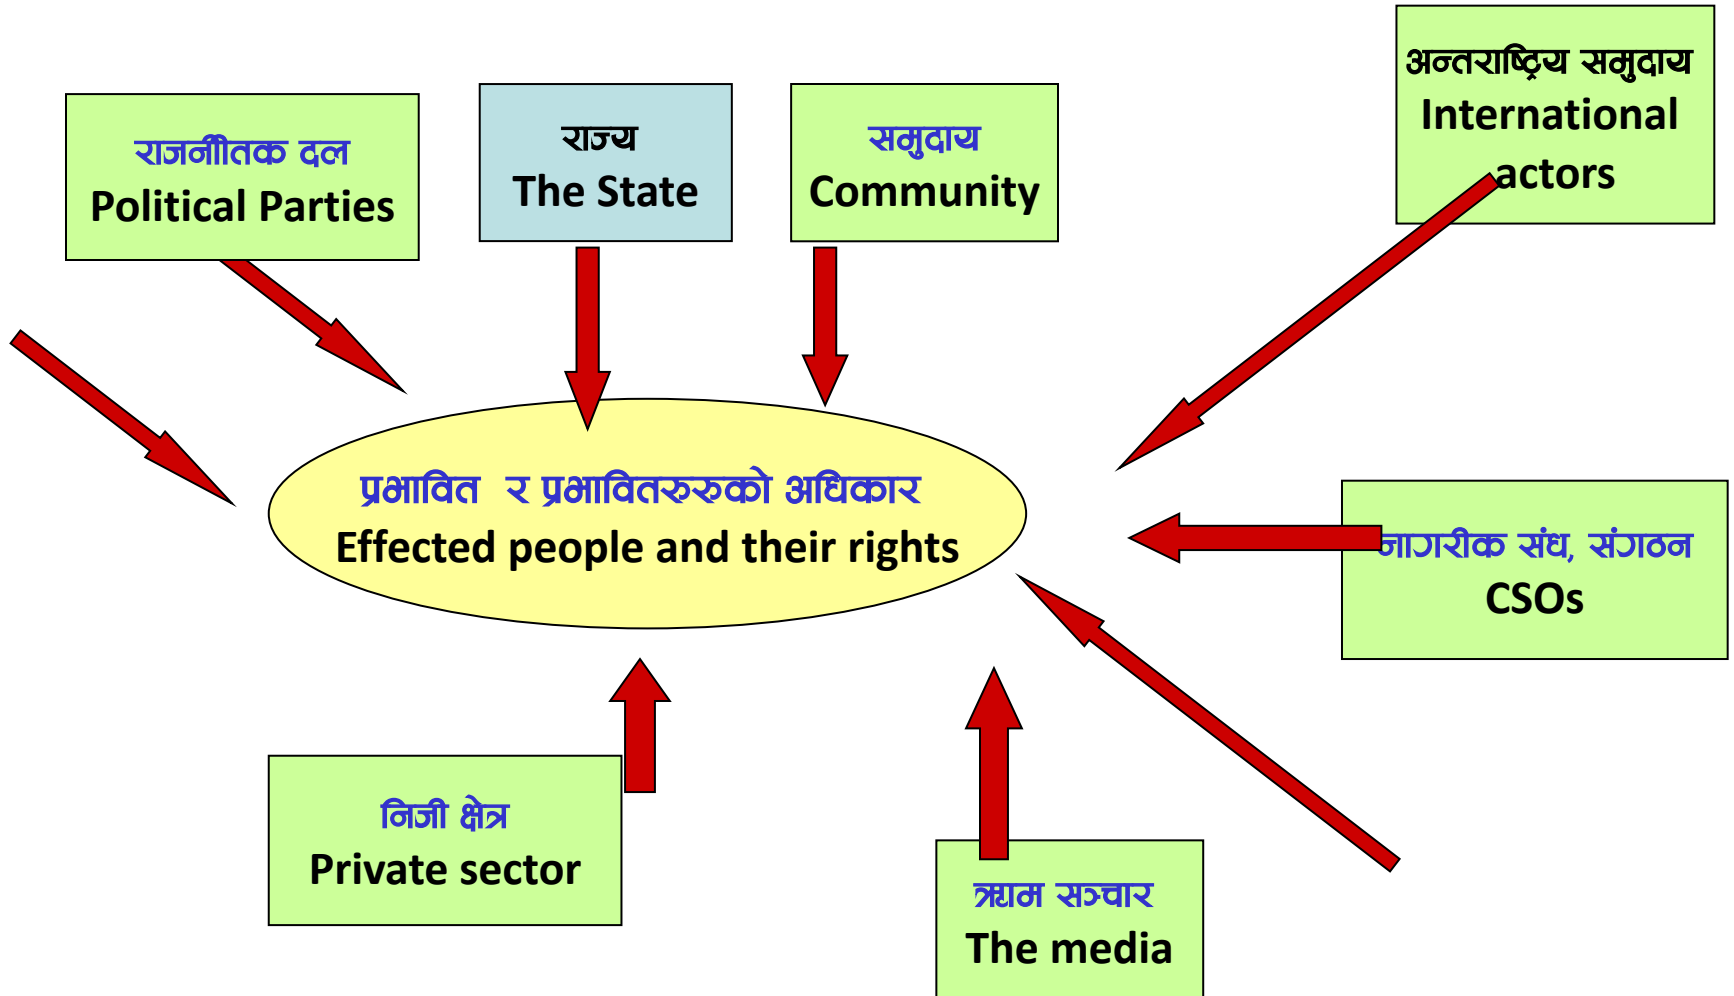 राजनीतिक दल
Political Parties
राज्य
The State
समुदाय
Community
अन्तराष्ट्रिय समुदाय
International
actors
प्रभावित र प्रभावितरुरुको अधिकार
Effected people and their rights
नागरीक संघ, संगठन
CSOs
निजी क्षेत्र
Private sector
सञ्चार
The media